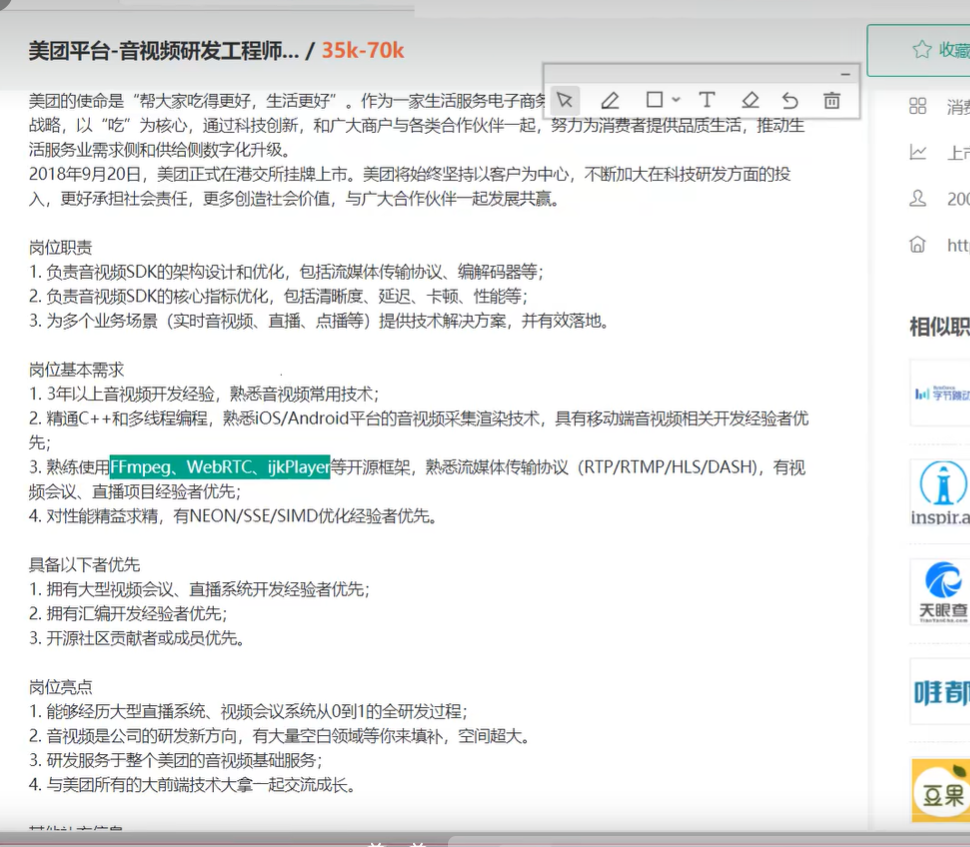 美团平台-音视频研发工程师... / 35k-70k
收藏
美团的使命是“帮大家吃得更好，生活更好”。作为一家生活服务电子商务
战略，以“吃”为核心，通过科技创新，和广大商户与各类合作伙伴一起，努力为消费者提供品质生活，推动生
活服务业需求侧和供给侧数字化升级。
2018年9月20日，美团正式在港交所挂牌上市。美团将始终坚持以客户为中心，不断加大在科技研发方面的投
入，更好承担社会责任，更多创造社会价值，与广大合作伙伴一起发展共赢。
岗位职责
1. 负责音视频SDK的架构设计和优化，包括流媒体传输协议、编解码器等；
2. 负责音视频SDK的核心指标优化，包括清晰度、延迟、卡顿、性能等；
3. 为多个业务场景（实时音视频、直播、点播等）提供技术解决方案，并有效落地。
岗位基本需求
1. 3年以上音视频开发经验，熟悉音视频常用技术；
2. 精通C++和多线程编程，熟悉iOS/Android平台的音视频采集渲染技术，具有移动端音视频相关开发经验者优
先；
3. 熟练使用FFmpeg、WebRTC、ijkPlayer等开源框架，熟悉流媒体传输协议（RTP/RTMP/HLS/DASH)，有视
频会议、直播项目经验者优先；
4. 对性能精益求精，有NEON/SSE/SIMD优化经验者优先。
具备以下者优先
1. 拥有大型视频会议、直播系统开发经验者优先；
2. 拥有汇编开发经验者优先；
3. 开源社区贡献者或成员优先。
岗位亮点
1. 能够经历大型直播系统、视频会议系统从0到1的全研发过程；
2. 音视频是公司的研发新方向，有大量空白领域等你来填补，空间超大。
3. 研发服务于整个美团的音视频基础服务；
4. 与美团所有的大前端技术大拿一起交流成长。
T
消费
上市
200
http
相似职
字节跳动
inspir.a
天眼查
唯都
豆果